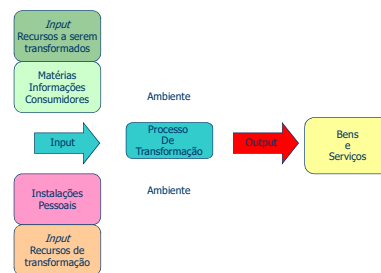 Input
Recursos a serem
transformados
Matérias
Informações
Consumidores
Ambiente
Input
Processo
De
Transformação
Output
Bens
e
Serviços
Instalações
Pessoais
Ambiente
Input
Recursos de
transformação